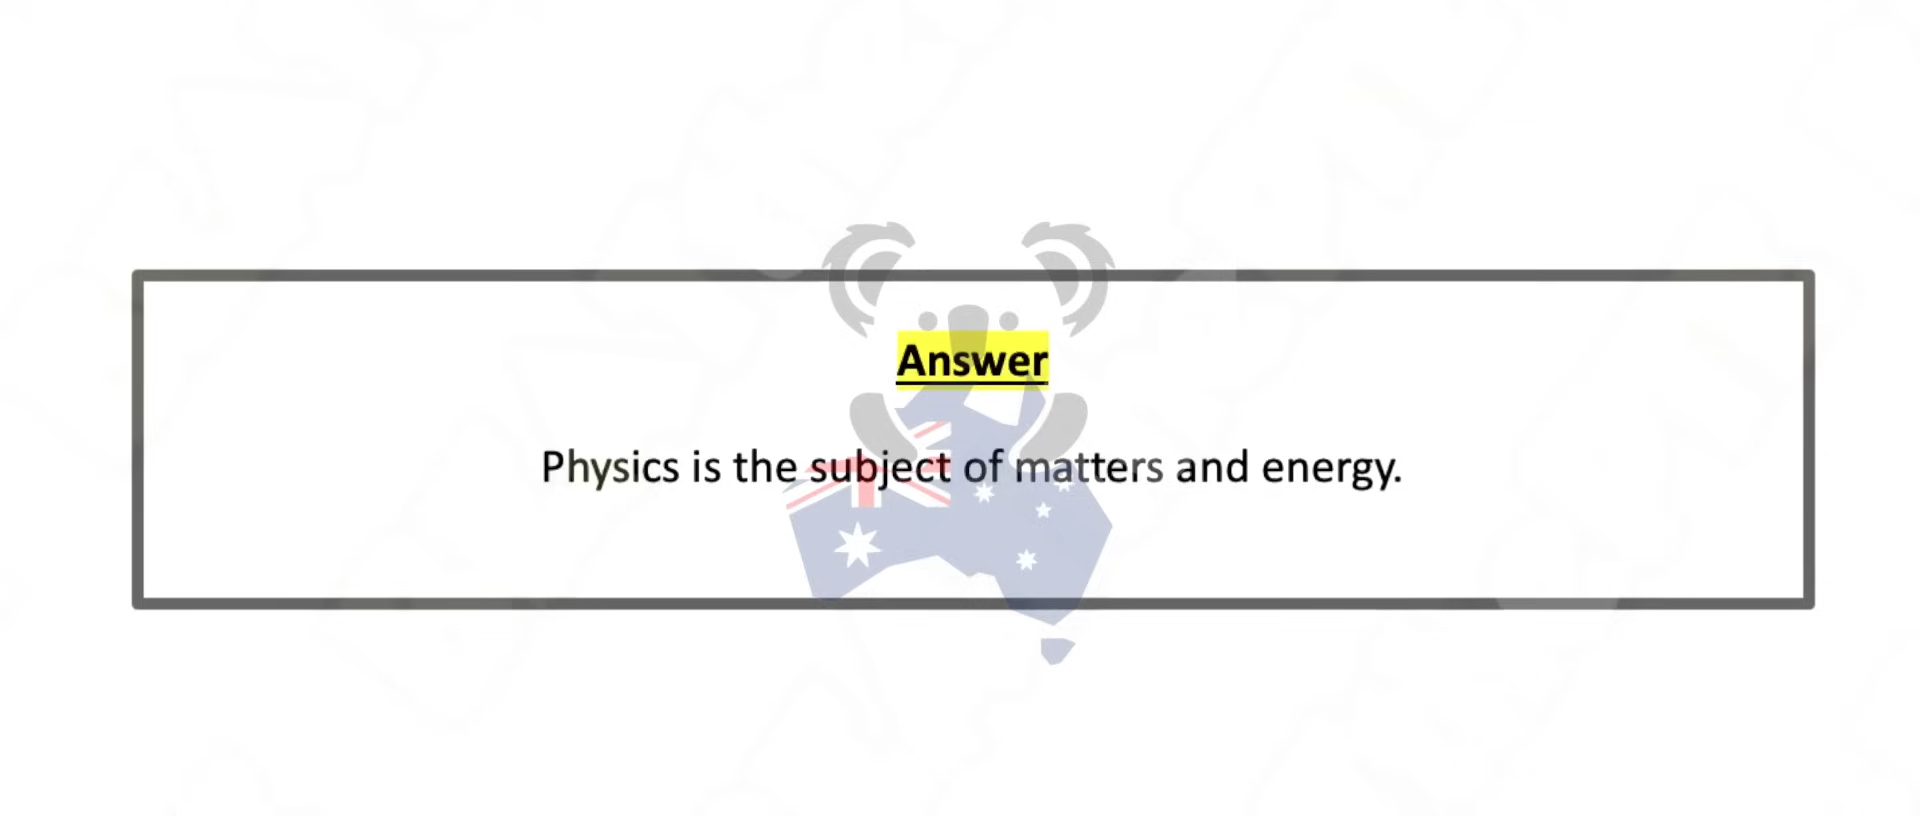 Answer
Physics is the subject of matters and energy.